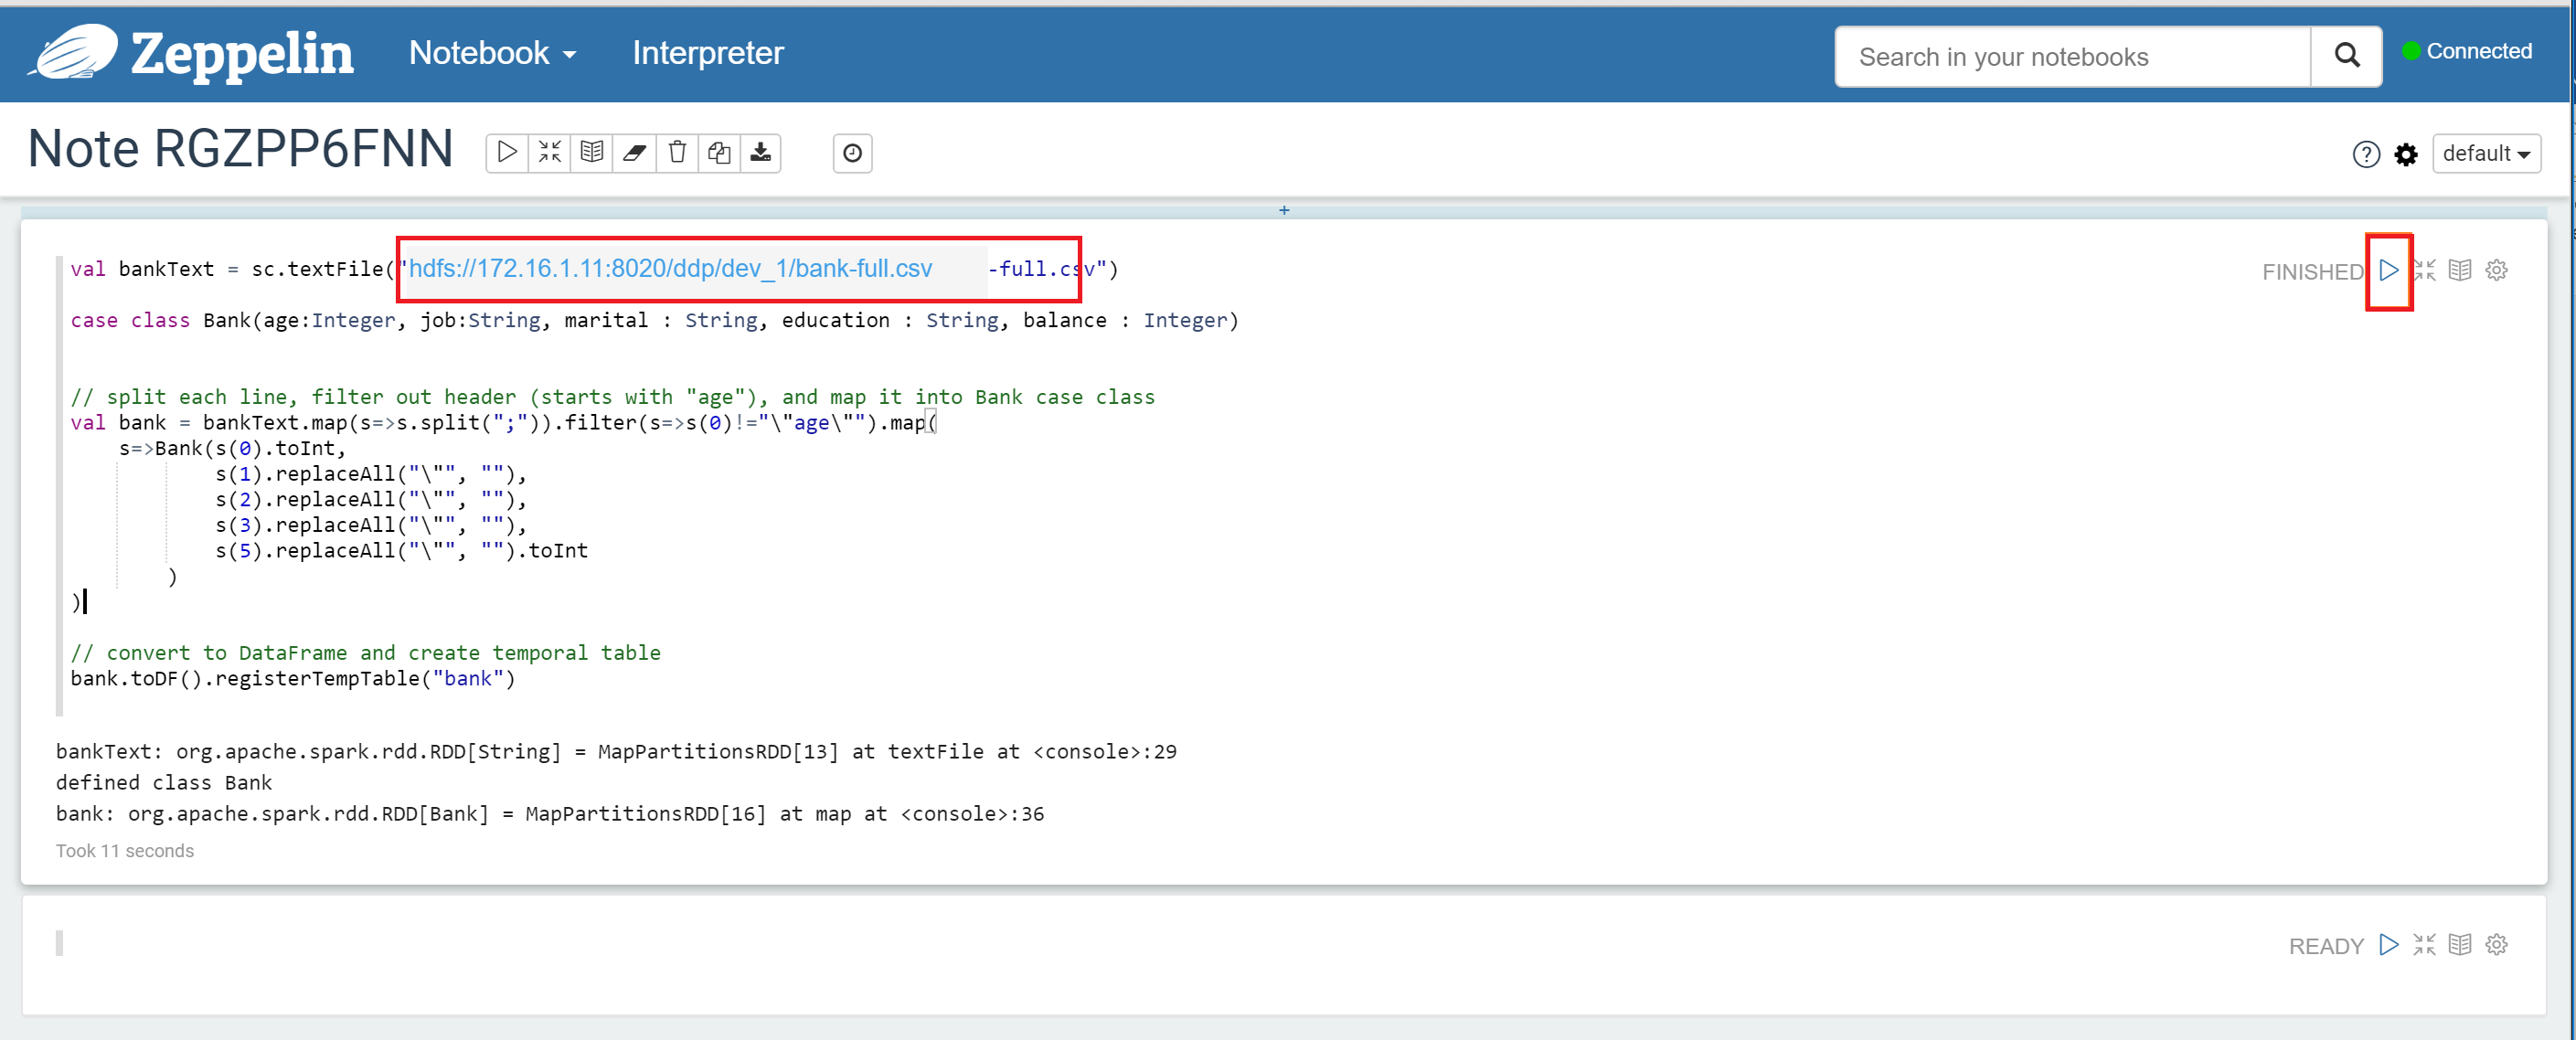 Zeppelin Notebook Interpreter Search in your notebooks Connected
Note RGZPP6FNN default
+
val bankText = sc.textFile("hdfs://172.16.1.11:8020/ddp/dev_1/bank-full.csv -full.csv") FINISHED
case class Bank(age:Integer, job:String, marital : String, education : String, balance : Integer)
// split each line, filter out header (starts with "age"), and map it into Bank case class
val bank = bankText.map(s=>s.split(";")).filter(s=>s(0)!="\"age\"").map(
s=>Bank(s(0).toInt,
s(1).replaceAll("\"", ""),
s(2).replaceAll("\"", ""),
s(3).replaceAll("\"", ""),
s(5).replaceAll("\"", "").toInt
)
)
// convert to DataFrame and create temporal table
bank.toDF().registerTempTable("bank")
bankText: org.apache.spark.rdd.RDD[String] = MapPartitionsRDD[13] at textFile at <console>:29
defined class Bank
bank: org.apache.spark.rdd.RDD[Bank] = MapPartitionsRDD[16] at map at <console>:36
Took 11 seconds
READY